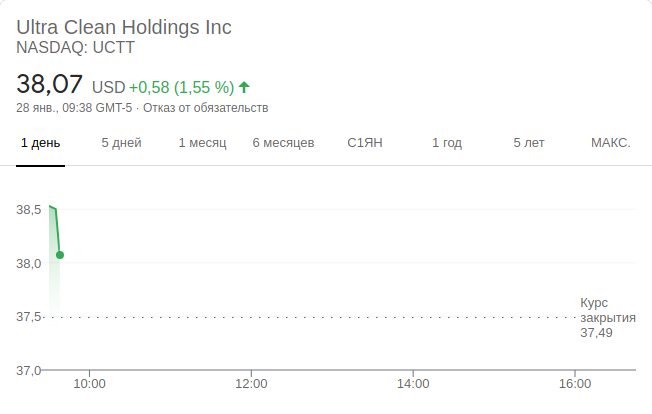 Ultra Clean Holdings Inc
NASDAQ: UCTT
38,07 USD +0,58 (1,55 %)
28 янв., 09:38 GMT-5 · Отказ от обязательств
1 день 5 дней 1 месяц 6 месяцев С1ЯН 1 год 5 лет МАКС.
38,5
38,0
37,5
37,0
Курс
закрытия
37,49
10:00 12:00 14:00 16:00